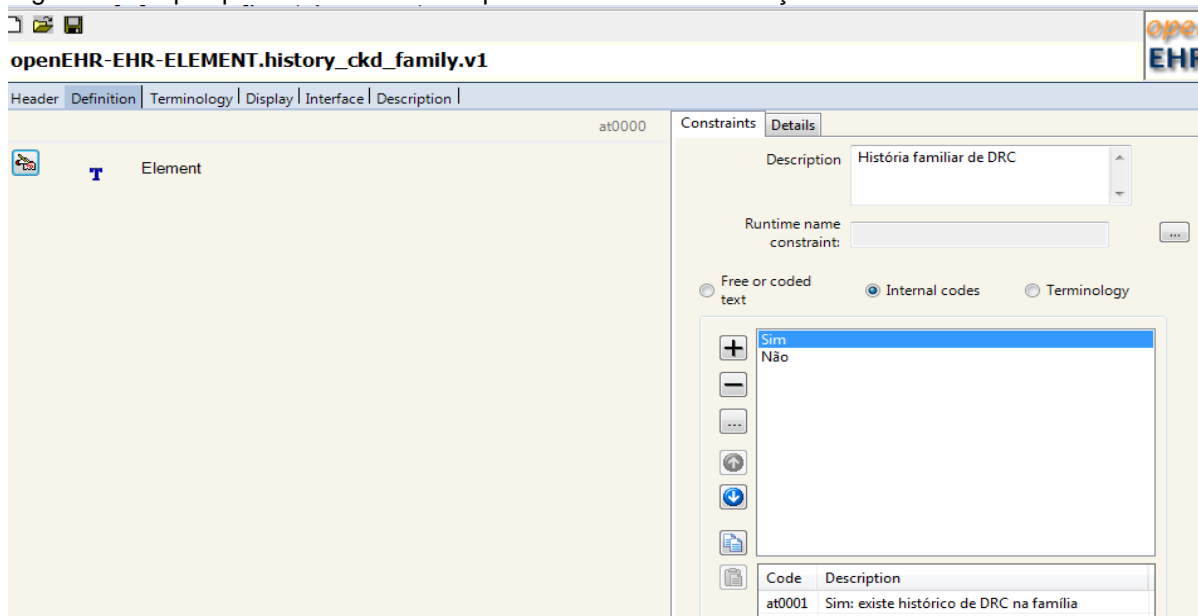 openEHR-EHR-ELEMENT.history_ckd_family.v1
EHR
Header Definition Terminology Display Interface Description
at0000
Element
T
Constraints Details
Description
História familiar de DRC
Runtime name
constraint:
...
Free or coded
text
Internal codes
Terminology
Sim
Não
...
Code Description
at0001 Sim: existe histórico de DRC na família